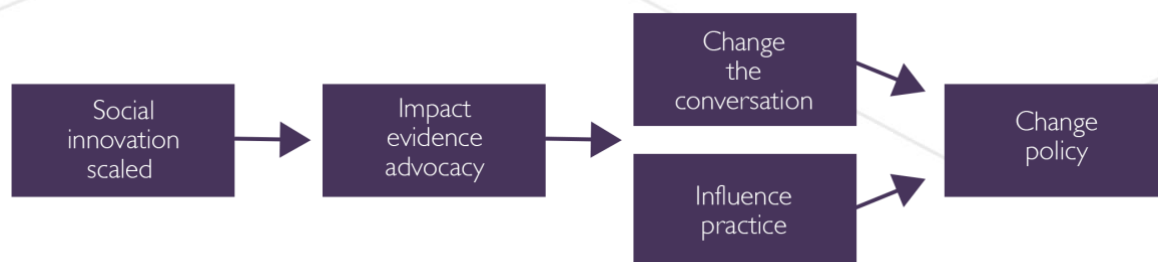 Social
innovation
scaled
Impact
evidence
advocacy
Change
the
conversation
Influence
practice
Change
policy